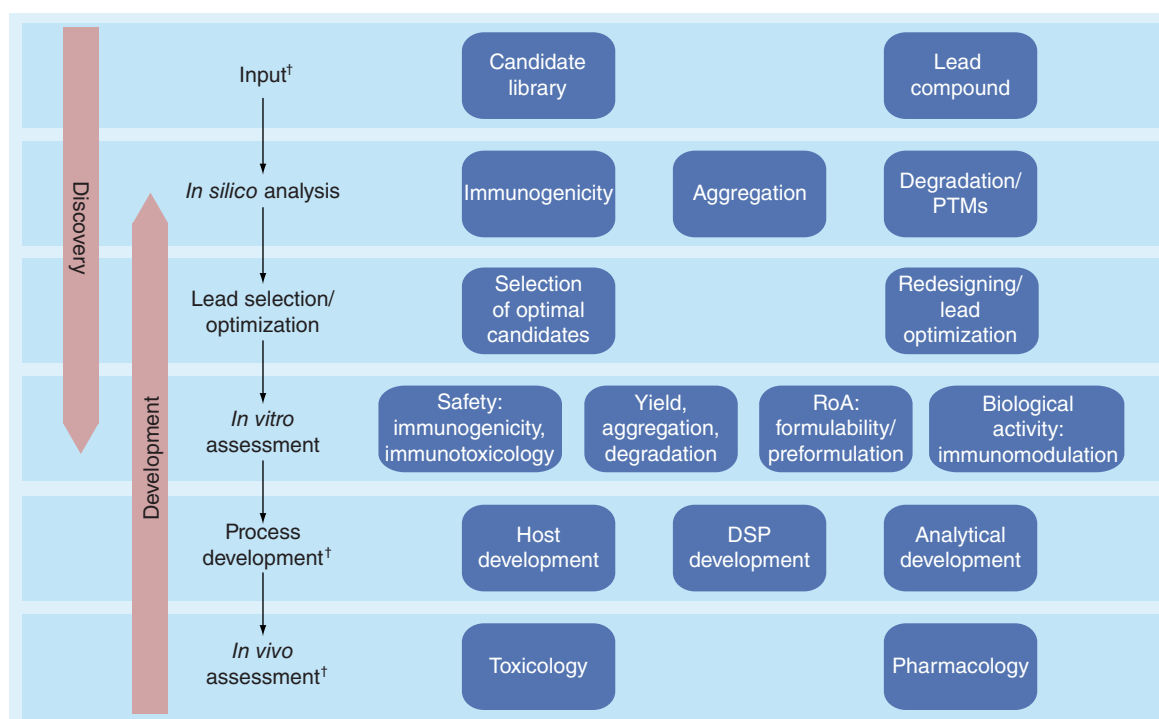 Discovery
Development
Input†
Candidate
library
Lead
compound
In silico analysis
Immunogenicity
Aggregation
Degradation/
PTMs
Lead selection/
optimization
Selection
of optimal
candidates
Redesigning/
lead
optimization
In vitro
assessment
Safety:
immunogenicity,
immunotoxicology
Yield,
aggregation,
degradation
RoA:
formulability/
preformulation
Biological
activity:
immunomodulation
Process
development†
Host
development
DSP
development
Analytical
development
In vivo
assessment†
Toxicology
Pharmacology